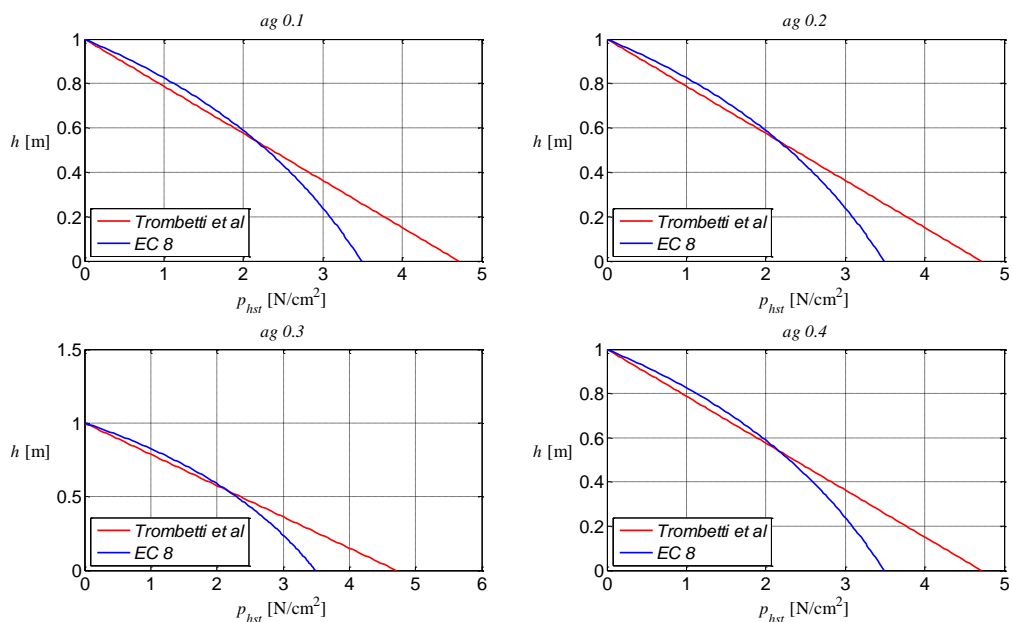 ag 0.1
1
0.8
0.6
0.4
0.2
0
h [m]
0 1 2 3 4 5
p_hst [N/cm²]
Trombetti et al
EC 8
ag 0.2
1
0.8
0.6
0.4
0.2
0
h [m]
0 1 2 3 4 5
p_hst [N/cm²]
Trombetti et al
EC 8
ag 0.3
1.5
1
0.5
0
h [m]
0 1 2 3 4 5 6
p_hst [N/cm²]
Trombetti et al
EC 8
ag 0.4
1
0.8
0.6
0.4
0.2
0
h [m]
0 1 2 3 4 5
p_hst [N/cm²]
Trombetti et al
EC 8